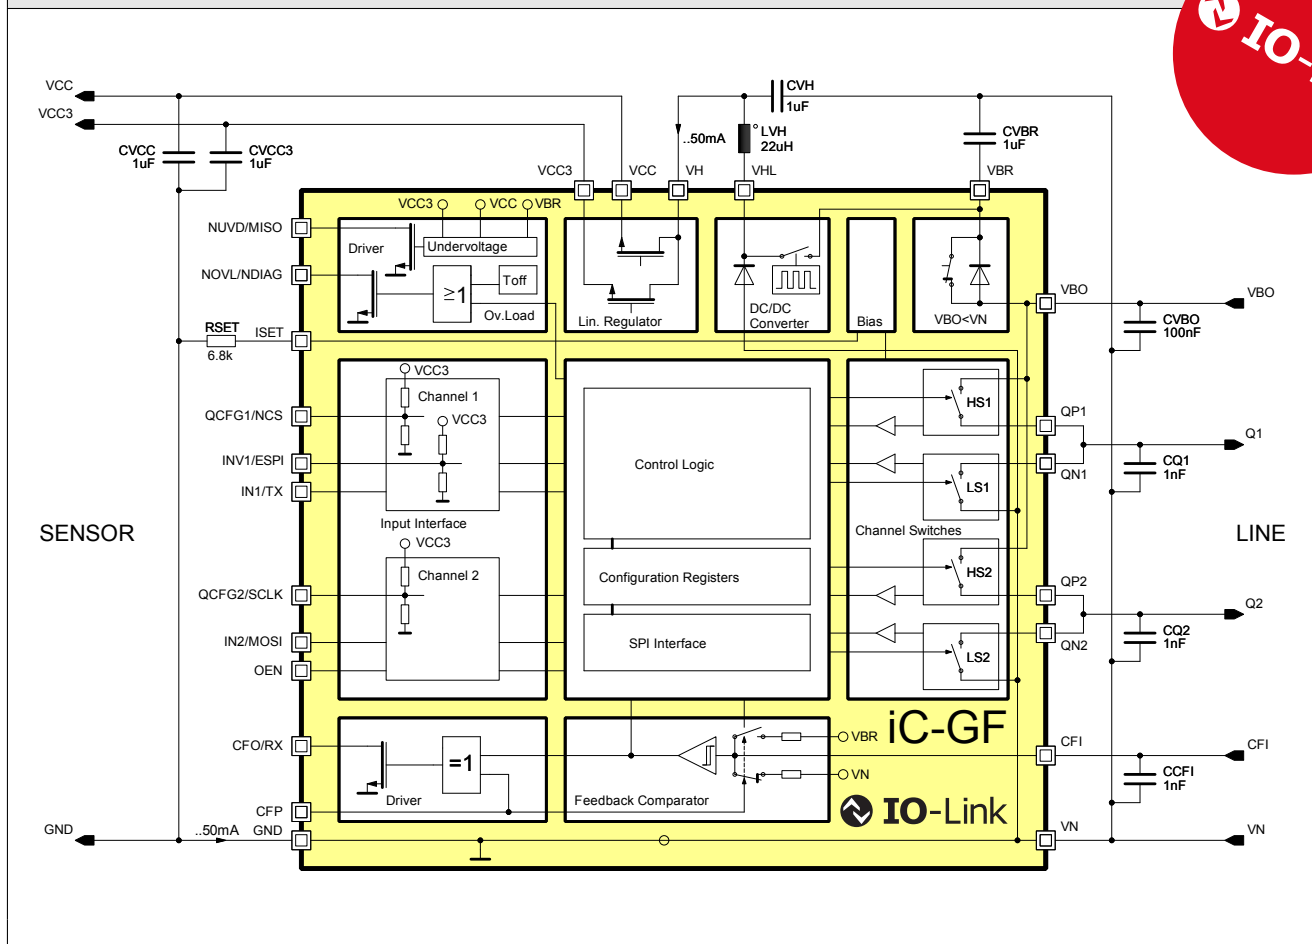 IO-
VCC
VCC3
CVCC
1uF
CVCC3
1uF
CVH
1uF
..50mA
LVH
22uH
CVBR
1uF
VCC3
VCC
VH
VHL
VBR
NUVD/MISO
NOVL/NDIAG
RSET
6.8k
ISET
VCC3
VCC
VBR
Driver
Undervoltage
≥1
Toff
Ov.Load
Lin. Regulator
DC/DC
Converter
Bias
VBO<VN
VBO
VBO
CVBO
100nF
QCFG1/NCS
INV1/ESPI
IN1/TX
VCC3
Channel 1
VCC3
Input Interface
Control Logic
HS1
LS1
Channel Switches
QP1
QN1
Q1
CQ1
1nF
SENSOR
LINE
VCC3
Channel 2
QCFG2/SCLK
IN2/MOSI
OEN
Configuration Registers
SPI Interface
HS2
LS2
QP2
QN2
Q2
CQ2
1nF
CFO/RX
CFP
=1
Driver
Feedback Comparator
VBR
VN
iC-GF
IO-Link
CFI
CFI
CCFI
1nF
GND
..50mA
GND
VN
VN